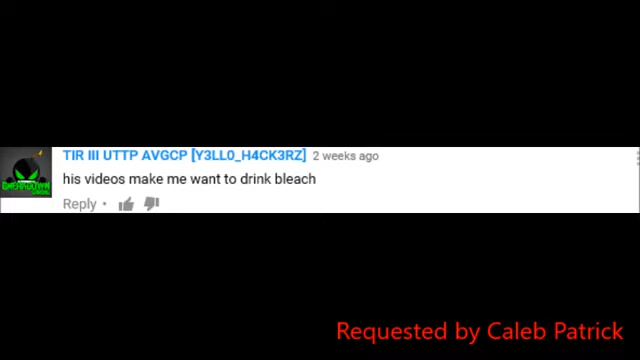 TIR III UTTP AVGCP [Y3LL0_H4CK3RZ] 2 weeks ago
his videos make me want to drink bleach
Reply •
Requested by Caleb Patrick